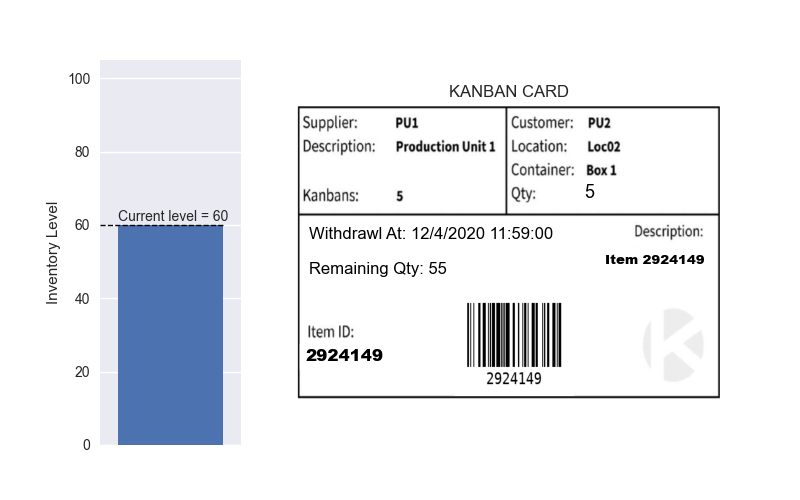 100
80
60
40
20
0
Inventory Level
Current level = 60
KANBAN CARD
Supplier: PU1
Description: Production Unit 1
Kanbans: 5
Customer: PU2
Location: Loc02
Container: Box 1
Qty: 5
Withdrawl At: 12/4/2020 11:59:00
Remaining Qty: 55
Description:
Item 2924149
Item ID:
2924149
2924149
K